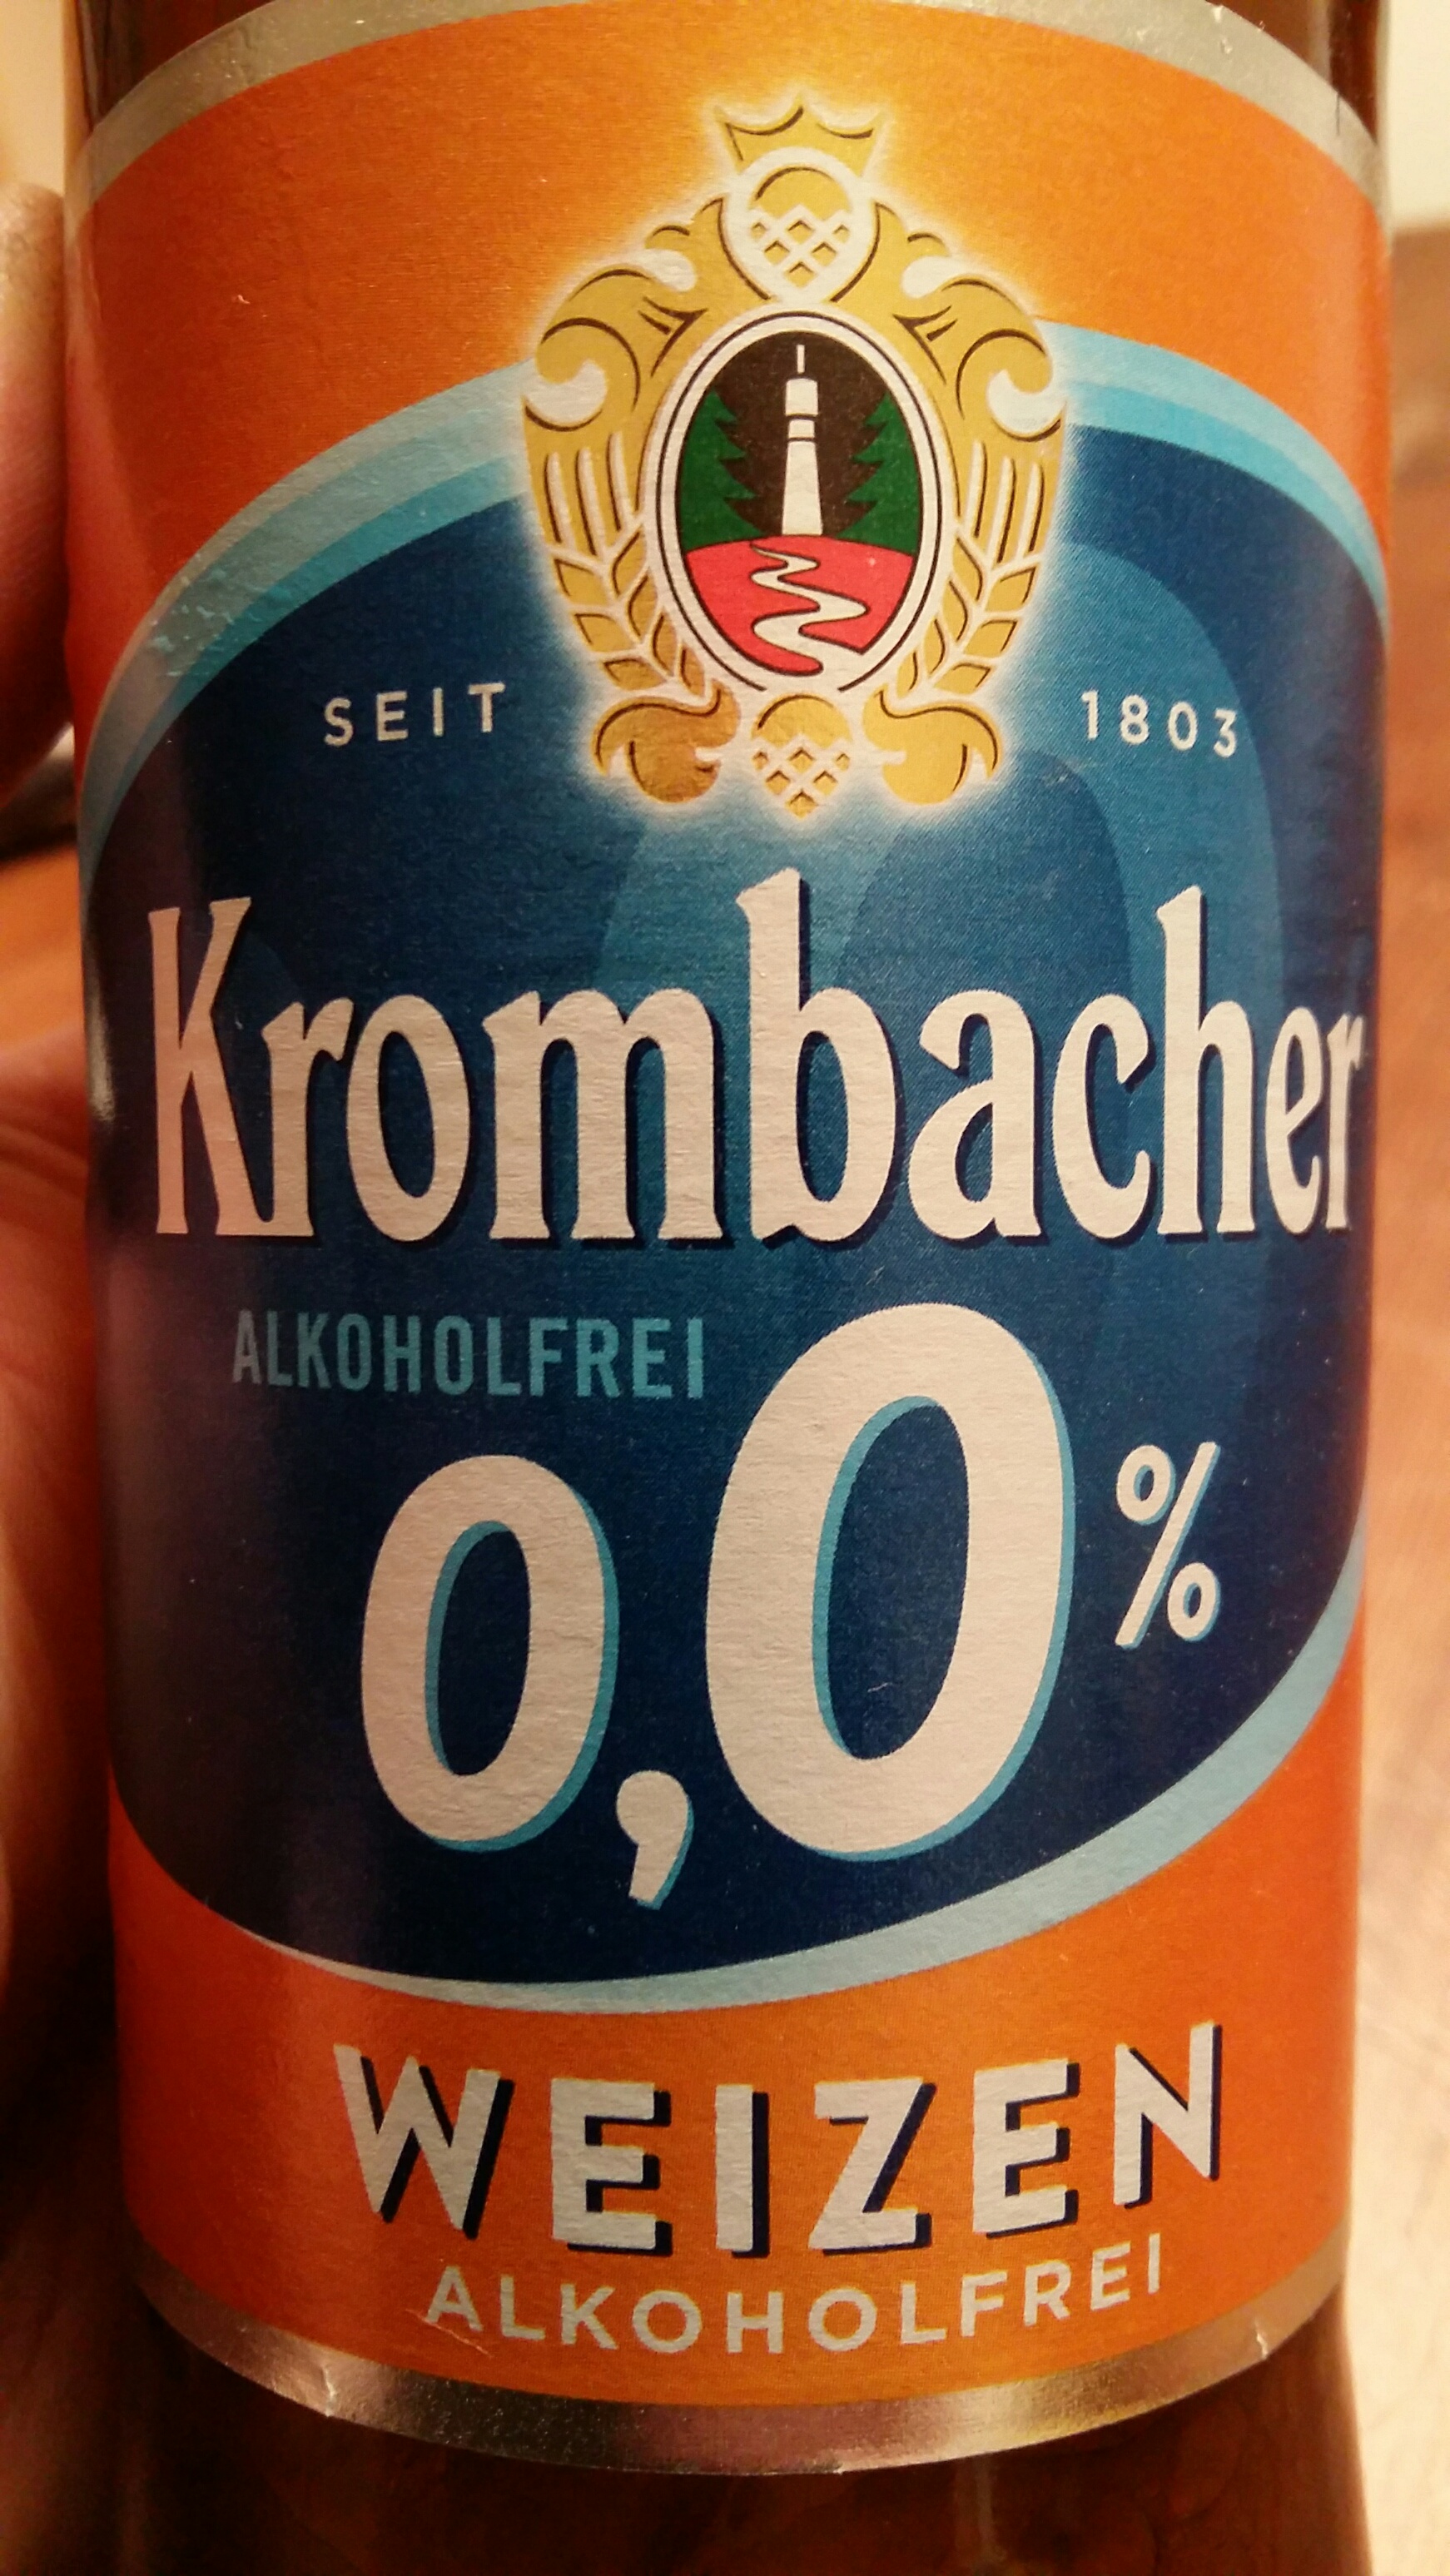 SEIT 1803
Krombacher
ALKOHOLFREI
0,0%
WEIZEN
ALKOHOLFREI